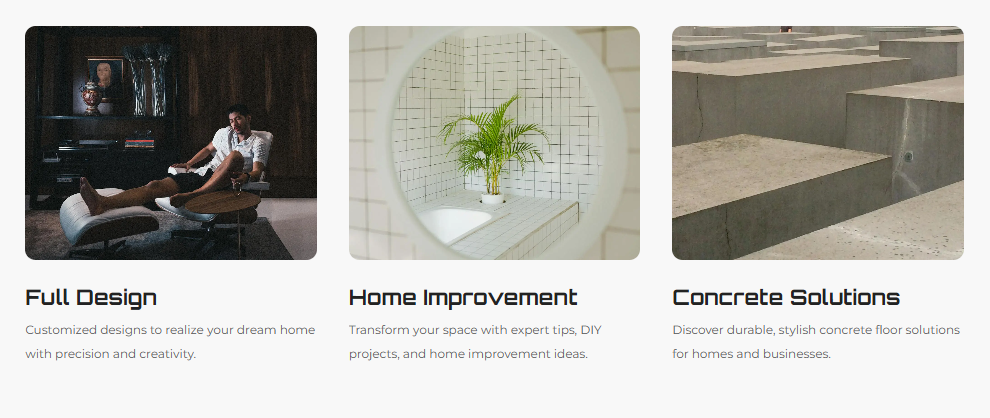 Full Design
Customized designs to realize your dream home
with precision and creativity.
Home Improvement
Transform your space with expert tips, DIY
projects, and home improvement ideas.
Concrete Solutions
Discover durable, stylish concrete floor solutions
for homes and businesses.